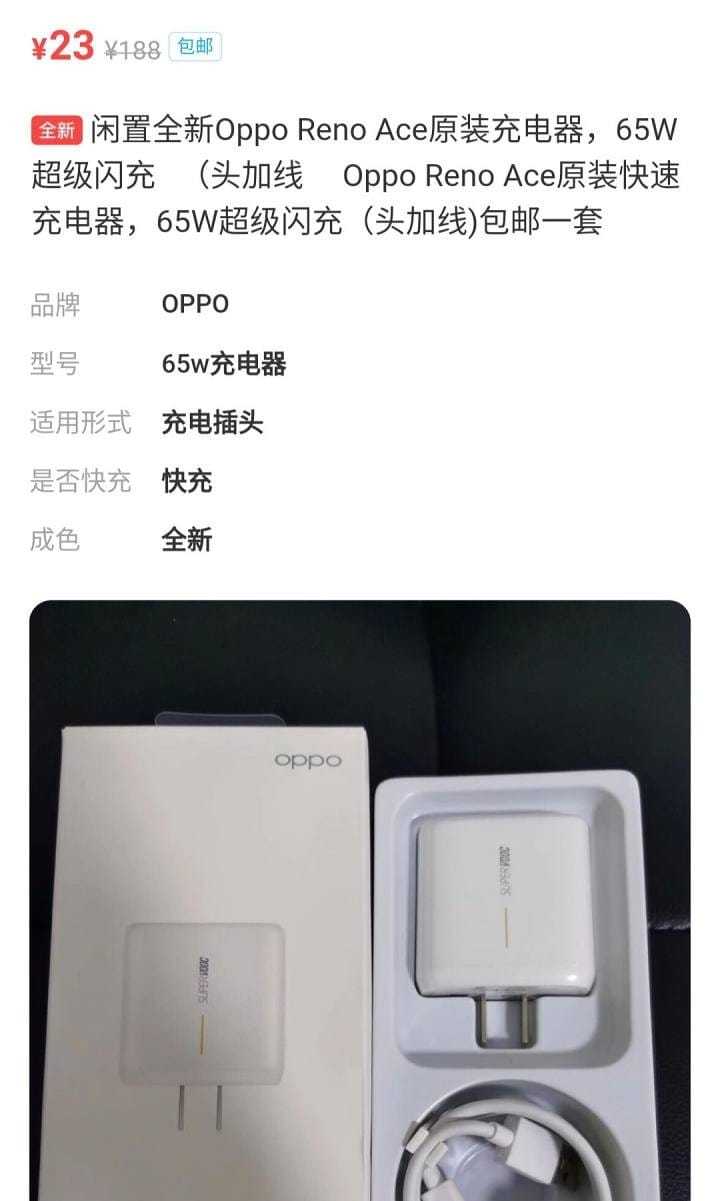 ¥23 ¥188 包邮
全新 闲置全新Oppo Reno Ace原装充电器，65W
超级闪充 （头加线 Oppo Reno Ace原装快速
充电器，65W超级闪充（头加线)包邮一套
品牌 OPPO
型号 65w充电器
适用形式 充电插头
是否快充 快充
成色 全新
oppo
SUPERVOOC
SUPERVOOC